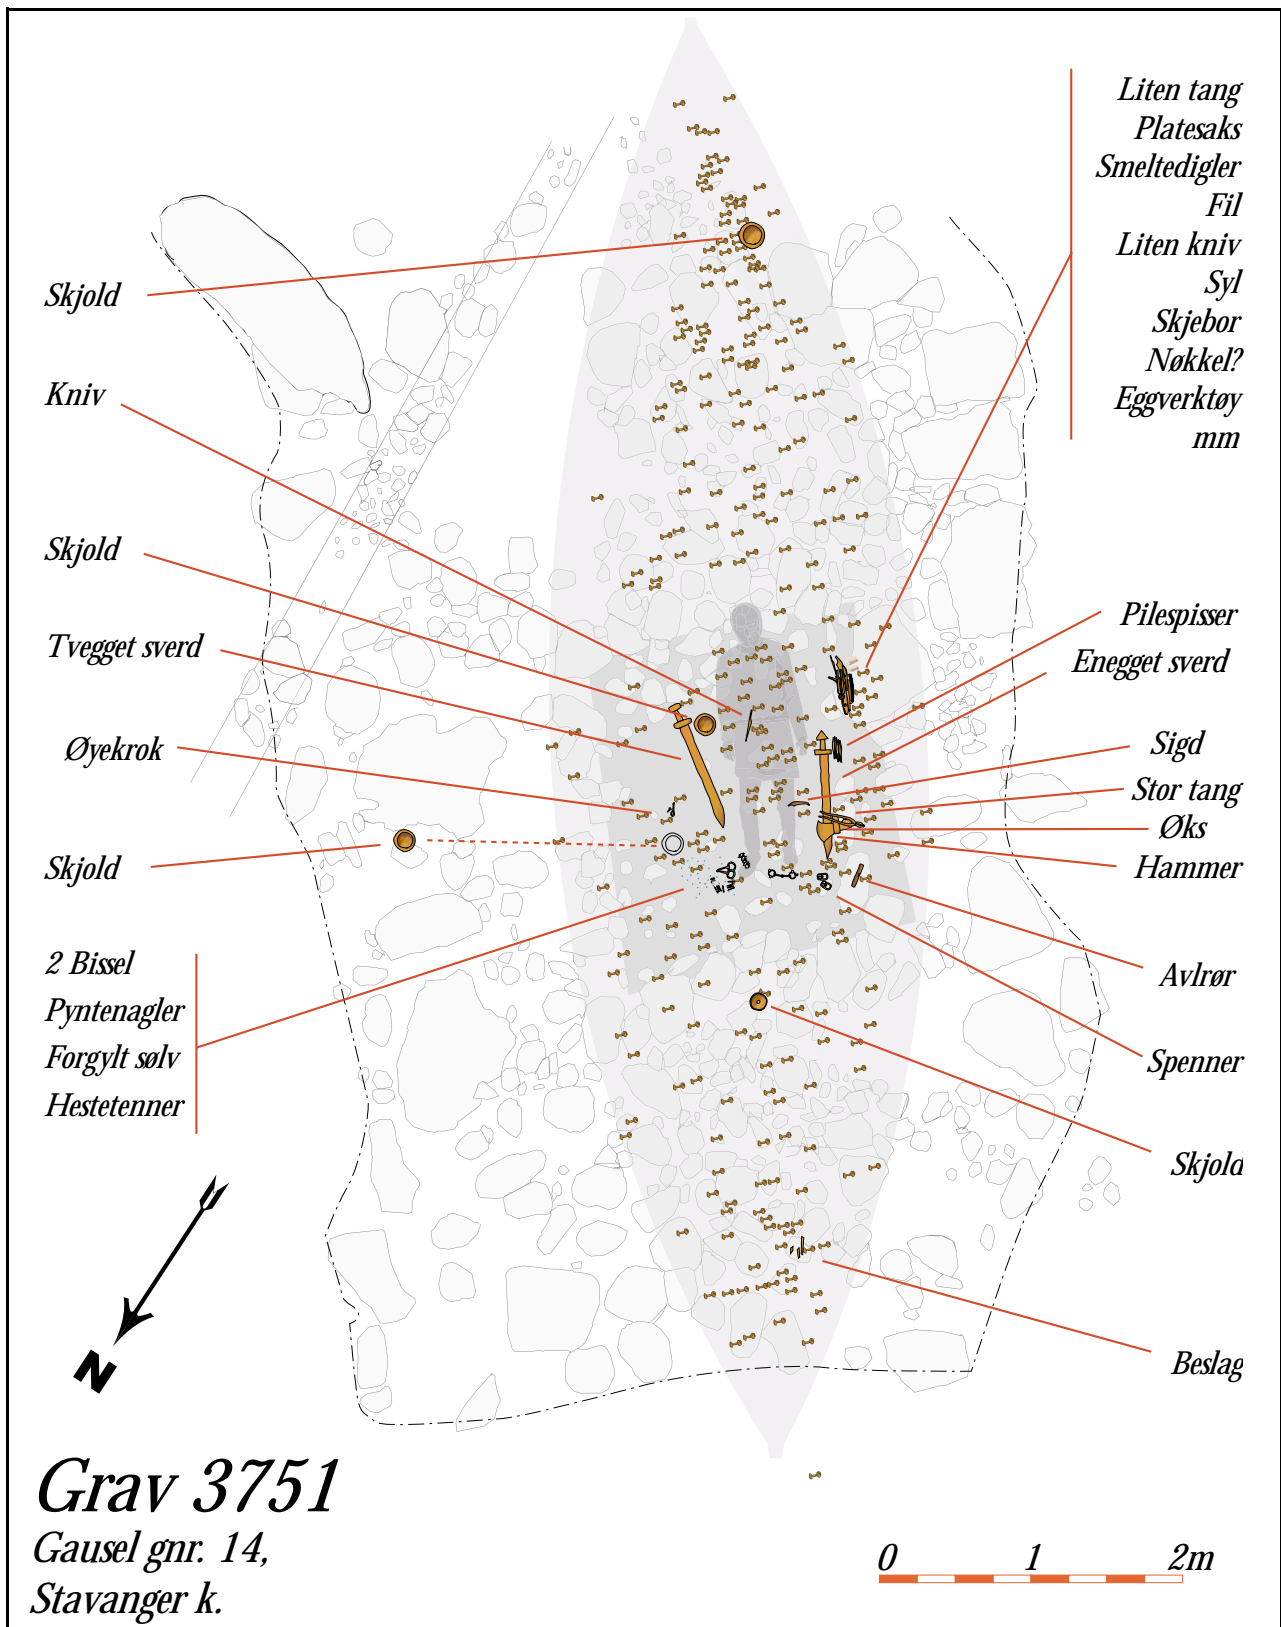 Liten tang
Platesaks
Smeltedigler
Fil
Liten kniv
Syl
Skjebor
Nøkkel?
Eggverktøy
mm
Skjold
Kniv
Skjold
Tvegget sverd
Øyekrok
Skjold
2 Bissel
Pyntenagler
Forgylt sølv
Hestetenner
Pilespisser
Enegget sverd
Sigd
Stor tang
Øks
Hammer
Avlrør
Spenner
Skjold
Beslag
N
Grav 3751
Gausel gnr. 14,
Stavanger k.
0 1 2m